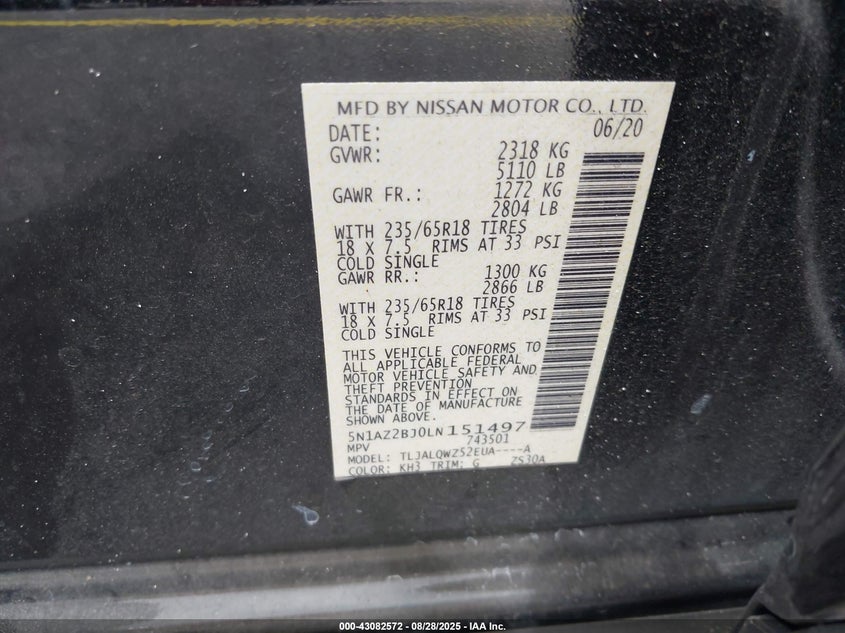 MFD BY NISSAN MOTOR CO., LTD.
DATE: 06/20
GVWR: 2318 KG
5110 LB
GAWR FR.: 1272 KG
2804 LB
WITH 235/65R18 TIRES
18 X 7.5 RIMS AT 33 PSI
COLD SINGLE
GAWR RR.: 1300 KG
2866 LB
WITH 235/65R18 TIRES
18 X 7.5 RIMS AT 33 PSI
COLD SINGLE
THIS VEHICLE CONFORMS TO
ALL APPLICABLE FEDERAL
MOTOR VEHICLE SAFETY AND
THEFT PREVENTION
STANDARDS IN EFFECT ON
THE DATE OF MANUFACTURE
SHOWN ABOVE.
5N1AZ2BJ0LN151497
MPV 743501
MODEL: TLJALQWZS2EUA----A
COLOR: KH3 TRIM: G ZS30A
000-43082572 - 08/28/2025 - IAA Inc.